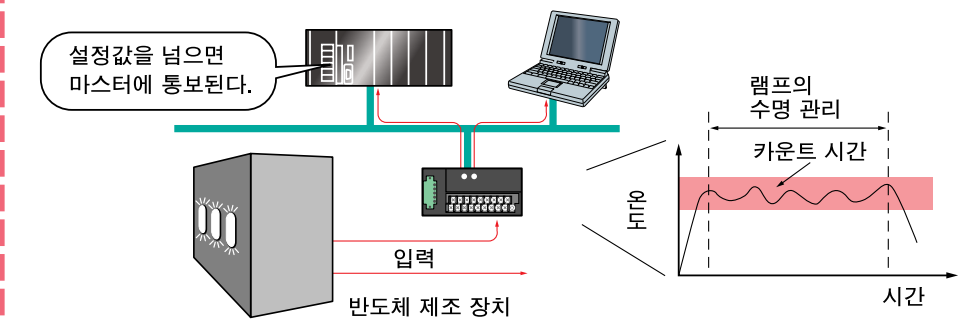 설정값을 넘으면
마스터에 통보된다.
램프의
수명 관리
카운트 시간
온도
입력
시간
반도체 제조 장치